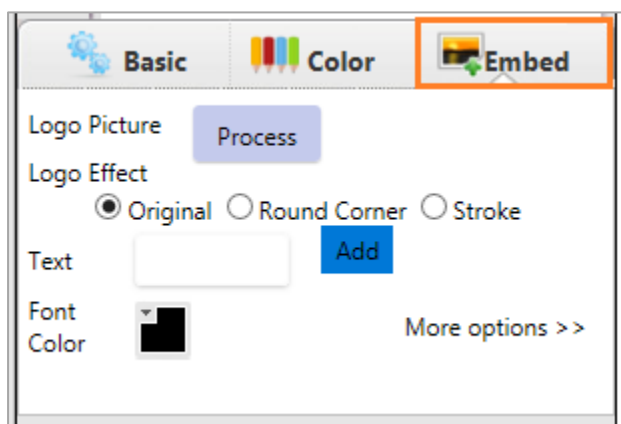 Basic Color Embed
Logo Picture Process
Logo Effect
Original Round Corner Stroke
Text Add
Font
Color
More options >>